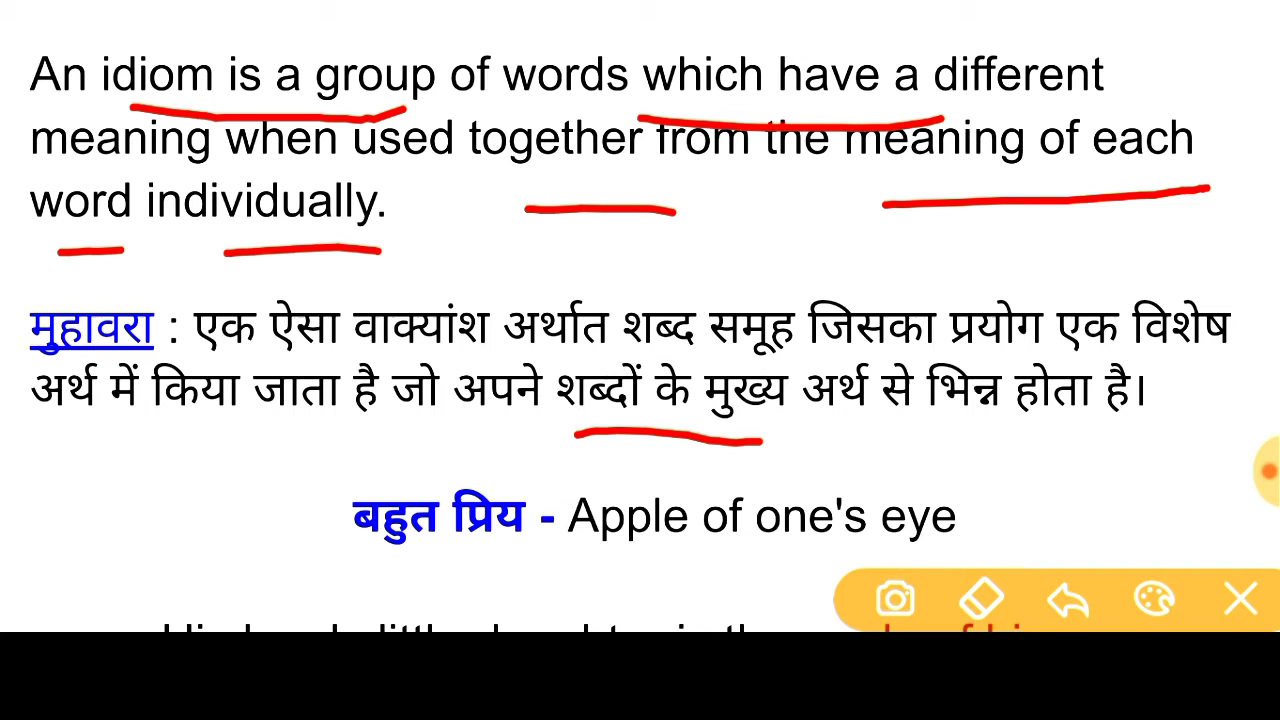 An idiom is a group of words which have a different
meaning when used together from the meaning of each
word individually.
मुहावरा : एक ऐसा वाक्यांश अर्थात शब्द समूह जिसका प्रयोग एक विशेष
अर्थ में किया जाता है जो अपने शब्दों के मुख्य अर्थ से भिन्न होता है।
बहुत प्रिय - Apple of one's eye